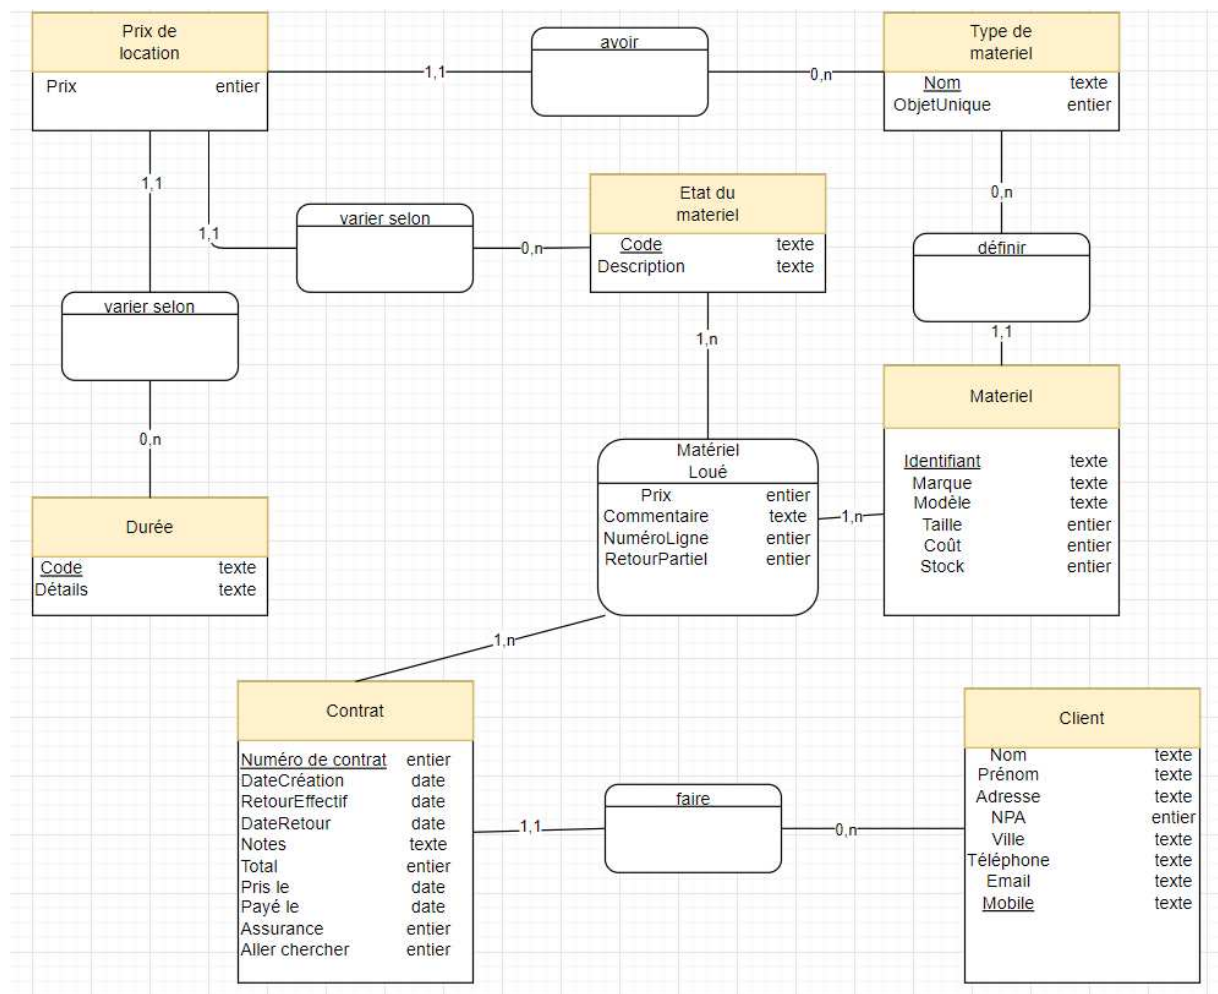 Prix de
location
Prix entier
1,1
avoir
0,n
Type de
materiel
Nom texte
ObjetUnique entier
1,1
1,1
varier selon
0,n
Etat du
materiel
Code texte
Description texte
0,n
définir
1,1
varier selon
0,n
Durée
Code texte
Détails texte
1,n
Matériel
Loué
Prix entier
Commentaire texte
NuméroLigne entier
RetourPartiel entier
1,n
Materiel
Identifiant texte
Marque texte
Modèle texte
Taille entier
Coût entier
Stock entier
1,n
Contrat
Numéro de contrat entier
DateCréation date
RetourEffectif date
DateRetour date
Notes texte
Total entier
Pris le date
Payé le date
Assurance entier
Aller chercher entier
1,1
faire
0,n
Client
Nom texte
Prénom texte
Adresse texte
NPA entier
Ville texte
Téléphone texte
Email texte
Mobile texte